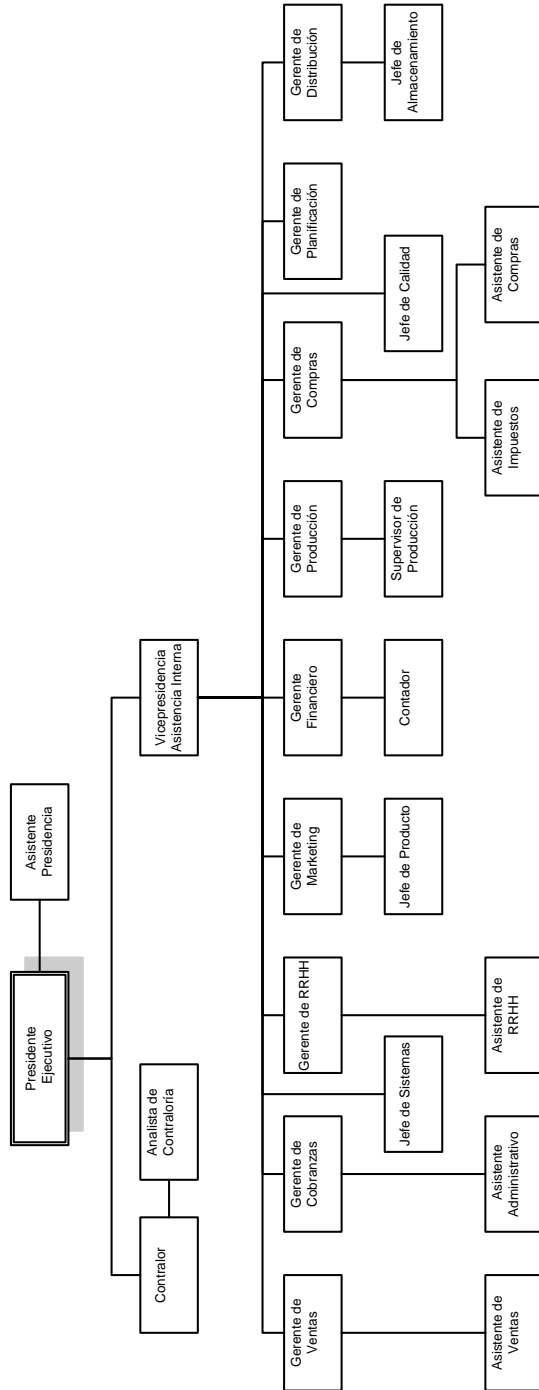 Presidente
Ejecutivo
Asistente
Presidencia
Contralor
Analista de
Contraloría
Vicepresidencia
Asistencia Interna
Gerente de
Ventas
Gerente de
Cobranzas
Gerente de RRHH
Gerente de
Marketing
Gerente
Financiero
Gerente de
Producción
Gerente de
Compras
Gerente de
Planificación
Gerente de
Distribución
Jefe de Sistemas
Jefe de Producto
Contador
Supervisor de
Producción
Jefe de Calidad
Jefe de
Almacenamiento
Asistente de
Ventas
Asistente
Administrativo
Asistente de
RRHH
Asistente de
Impuestos
Asistente de
Compras